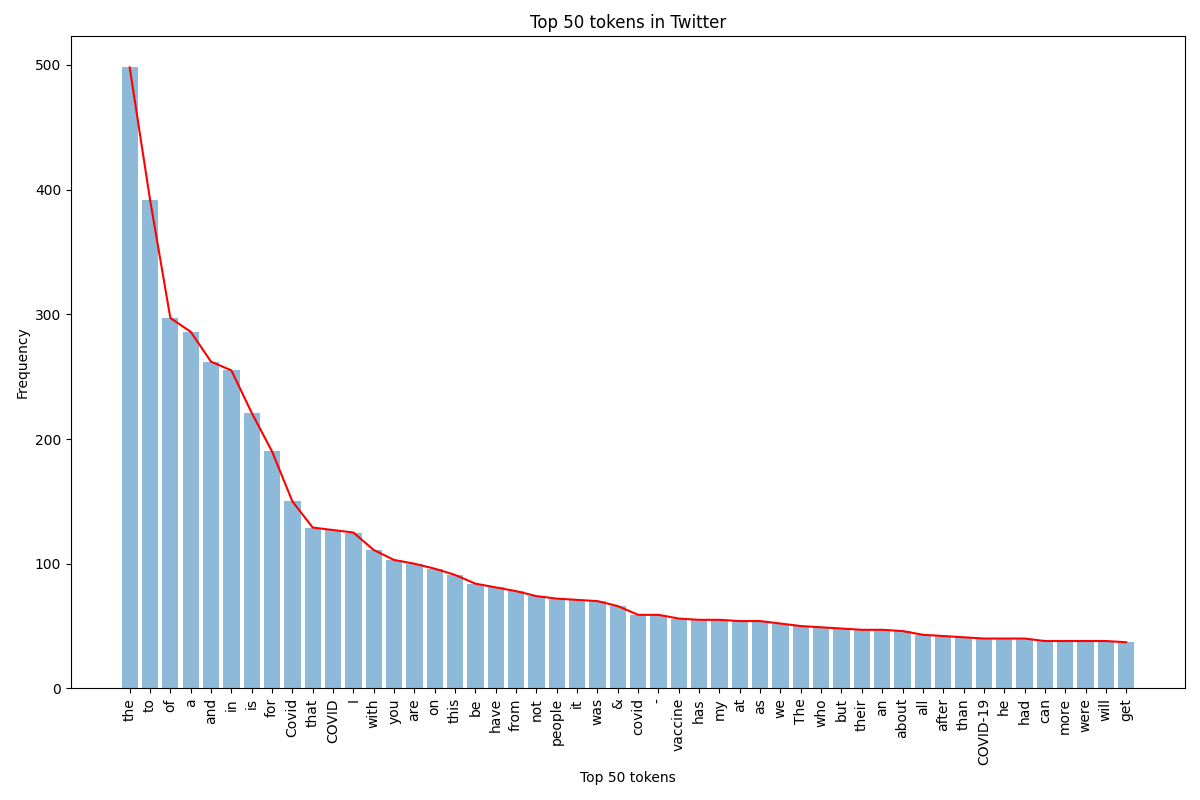 Top 50 tokens in Twitter
Frequency
500
400
300
200
100
0
the
to
of
a
and
in
is
for
Covid
that
COVID
I
with
you
are
on
this
be
have
from
not
people
it
was
&
covid
-
vaccine
has
my
at
as
we
The
who
but
their
an
about
all
after
than
COVID-19
he
had
can
more
were
will
get
Top 50 tokens